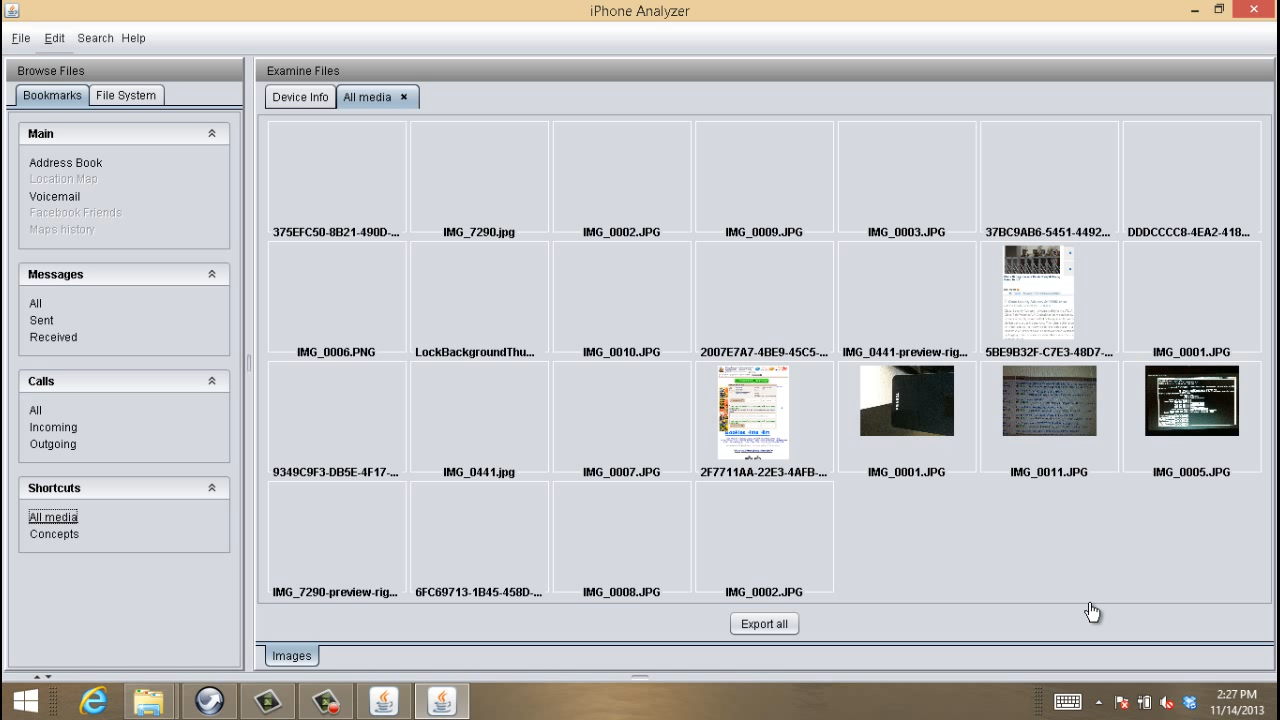 iPhone Analyzer
File Edit Search Help
Browse Files
Bookmarks File System
Main
Address Book
Location Map
Voicemail
Facebook Friends
Maps history
Messages
All
Sent
Received
Calls
All
Incoming
Outgoing
Shortcuts
All media
Concepts
Examine Files
Device Info All media
375EFC50-8B21-490D-... IMG_7290.jpg IMG_0002.JPG IMG_0009.JPG IMG_0003.JPG 37BC9AB6-5451-4492... DDDCCCC8-4EA2-418...
IMG_0006.PNG LockBackgroundThu... IMG_0010.JPG 2007E7A7-4BE9-45C5-... IMG_0441-preview-rig... 5BE9B32F-C7E3-48D7-... IMG_0001.JPG
9349C9F3-DB5E-4F17-... IMG_0441.jpg IMG_0007.JPG 2F7711AA-22E3-4AFB-... IMG_0001.JPG IMG_0011.JPG IMG_0005.JPG
IMG_7290-preview-rig... 6FC69713-1B45-458D-... IMG_0008.JPG IMG_0002.JPG
Export all
Images
2:27 PM
11/14/2013